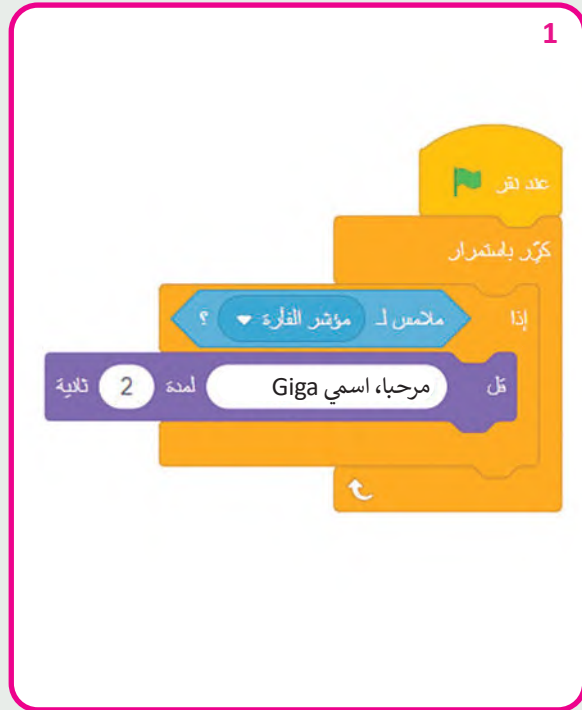 1
عند نقر
كرّر باستمرار
إذا ملامس لـ مؤشر الفأرة ؟
قل مرحبا، اسمي Giga لمدة 2 ثانية